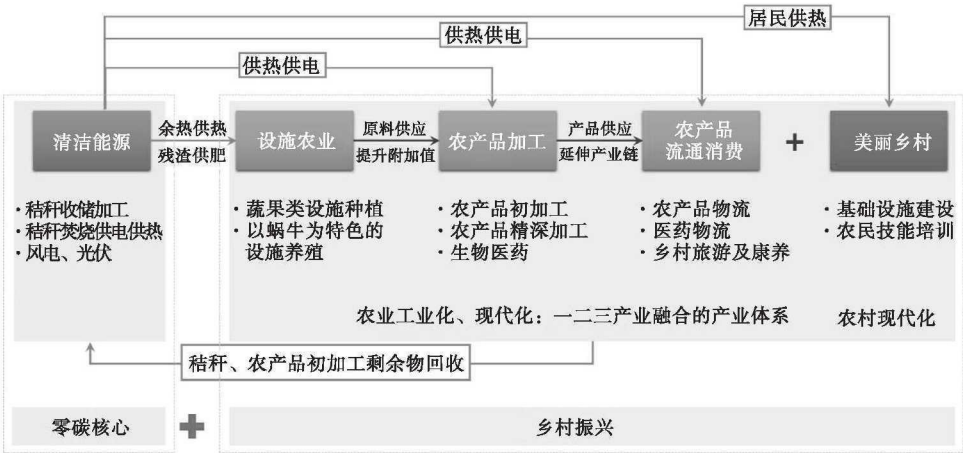 居民供热
供热供电
供热供电
清洁能源
余热供热
残渣供肥
设施农业
原料供应
提升附加值
农产品加工
产品供应
延伸产业链
农产品
流通消费
+
美丽乡村
·秸秆收储加工
·秸秆焚烧供电供热
·风电、光伏
·蔬果类设施种植
·以蜗牛为特色的
设施养殖
·农产品初加工
·农产品精深加工
·生物医药
·农产品物流
·医药物流
·乡村旅游及康养
·基础设施建设
·农民技能培训
农业工业化、现代化：一二三产业融合的产业体系
农村现代化
秸秆、农产品初加工剩余物回收
零碳核心
+
乡村振兴